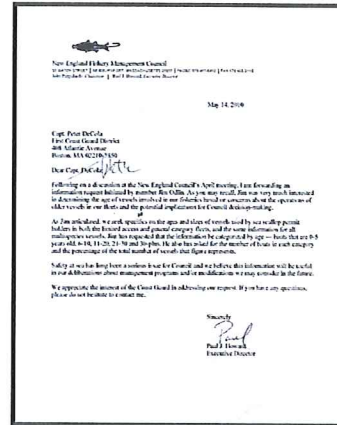 New England Fishery Management Council
May 14, 2010
Capt. Peter DeCola
First Coast Guard District
408 Atlantic Avenue
Boston, MA 02210-3350
Dear Capt. DeCola:
Following on a discussion at the New England Council's April meeting, I am forwarding an
information request initiated by member Jim Odlin. As you may recall, Jim was very much interested
in determining the age of vessels involved in our fisheries based on concerns about the operations of
older vessels in our fleets and the potential implications for Council decision-making.
As Jim articulated, we seek specifics on the ages and sizes of vessels used by sea scallop permit
holders in both the limited access and general category fleets, and the same information for all
multispecies vessels. Jim has requested that the information be categorized by age — boats that are 0-5
years old, 6-10, 11-20, 21-30 and 30-plus. He also has asked for the number of boats in each category
and the percentage of the total number of vessels that figure represents.
Safety at sea has long been a serious issue for Council and we believe this information will be useful
in our deliberations about management programs and/or modifications we may consider in the future.
We appreciate the interest of the Coast Guard in addressing our request. If you have any questions,
please do not hesitate to contact me.
Sincerely
Paul
Paul J. Howard
Executive Director